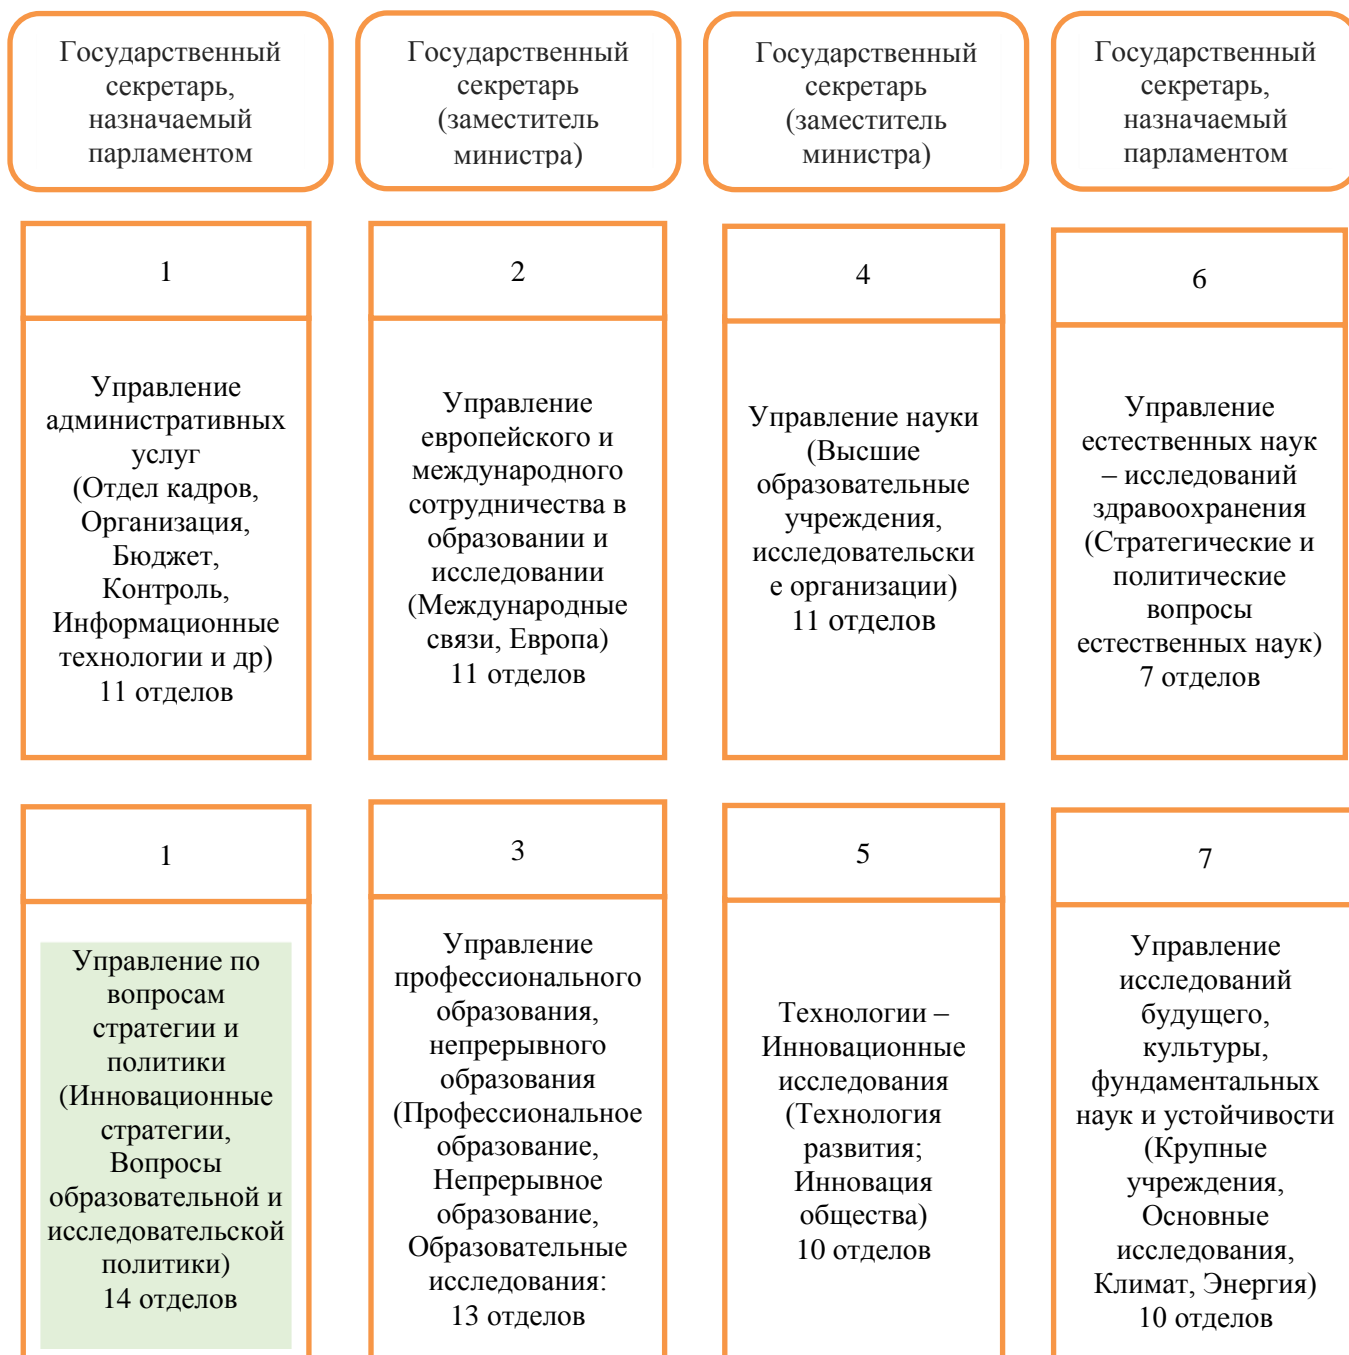 Государственный
секретарь,
назначаемый
парламентом
Государственный
секретарь
(заместитель
министра)
Государственный
секретарь
(заместитель
министра)
Государственный
секретарь,
назначаемый
парламентом
1
Управление
административных
услуг
(Отдел кадров,
Организация,
Бюджет,
Контроль,
Информационные
технологии и др)
11 отделов
2
Управление
европейского и
международного
сотрудничества в
образовании и
исследовании
(Международные
связи, Европа)
11 отделов
4
Управление науки
(Высшие
образовательные
учреждения,
исследовательски
е организации)
11 отделов
6
Управление
естественных наук
– исследований
здравоохранения
(Стратегические и
политические
вопросы
естественных наук)
7 отделов
1
Управление по
вопросам
стратегии и
политики
(Инновационные
стратегии,
Вопросы
образовательной и
исследовательской
политики)
14 отделов
3
Управление
профессионального
образования,
непрерывного
образования
(Профессиональное
образование,
Непрерывное
образование,
Образовательные
исследования:
13 отделов
5
Технологии –
Инновационные
исследования
(Технология
развития;
Инновация
общества)
10 отделов
7
Управление
исследований
будущего,
культуры,
фундаментальных
наук и устойчивости
(Крупные
учреждения,
Основные
исследования,
Климат, Энергия)
10 отделов